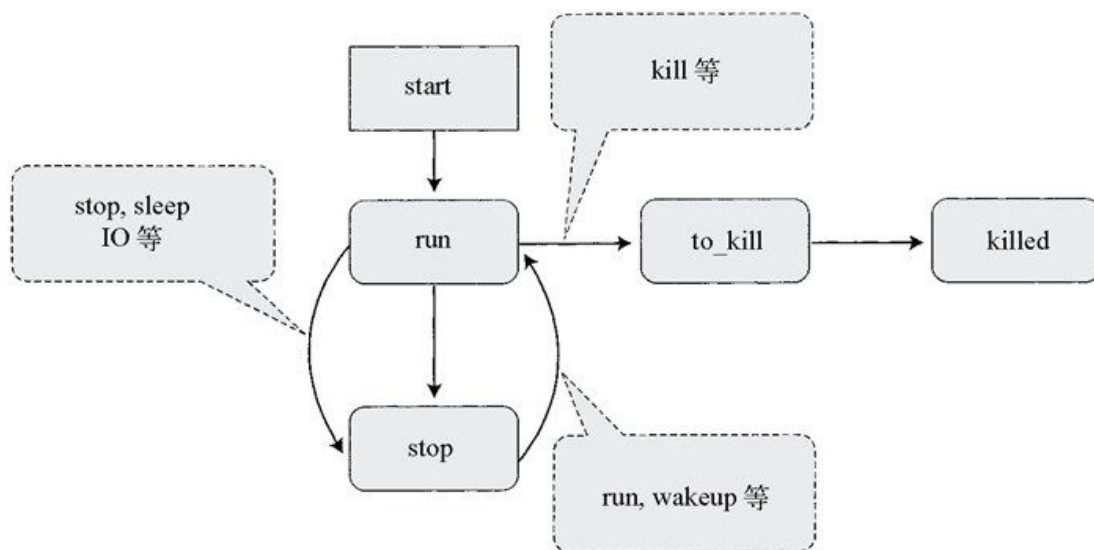 start
kill 等
stop, sleep
IO 等
run
to_kill
killed
stop
run, wakeup 等